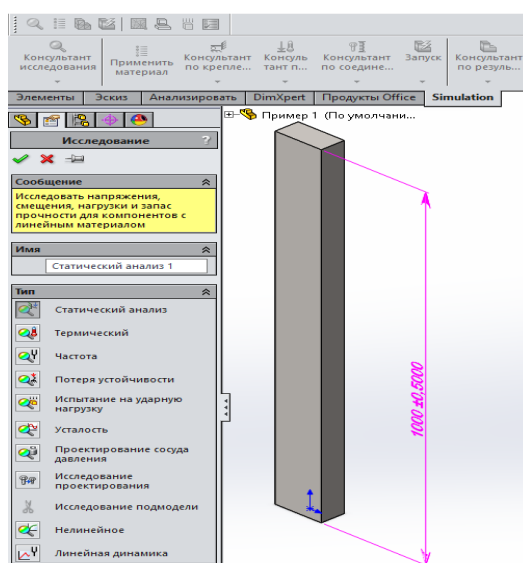 Консультант исследования
Применить материал
Консультант по крепле...
Консуль тант п...
Консультант по соедине...
Запуск
Консультант по резуль...
Элементы Эскиз Анализировать DimXpert Продукты Office Simulation
Пример 1 (По умолчани...
Исследование ?
Сообщение
Исследовать напряжения,
смещения, нагрузки и запас
прочности для компонентов с
линейным материалом
Имя
Статический анализ 1
Тип
Статический анализ
Термический
Частота
Потеря устойчивости
Испытание на ударную
нагрузку
Усталость
Проектирование сосуда
давления
Исследование
проектирования
Исследование подмодели
Нелинейное
Линейная динамика
1000 ±0,5000